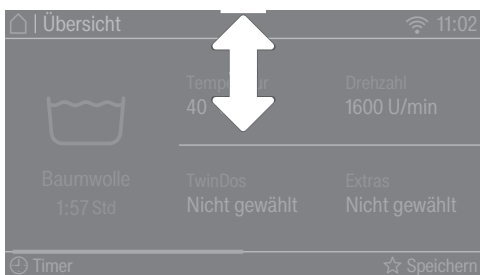 | Übersicht 11:02
Temperatur Drehzahl
40 1600 U/min
Baumwolle
1:57 Std
TwinDos Extras
Nicht gewählt Nicht gewählt
Timer Speichern